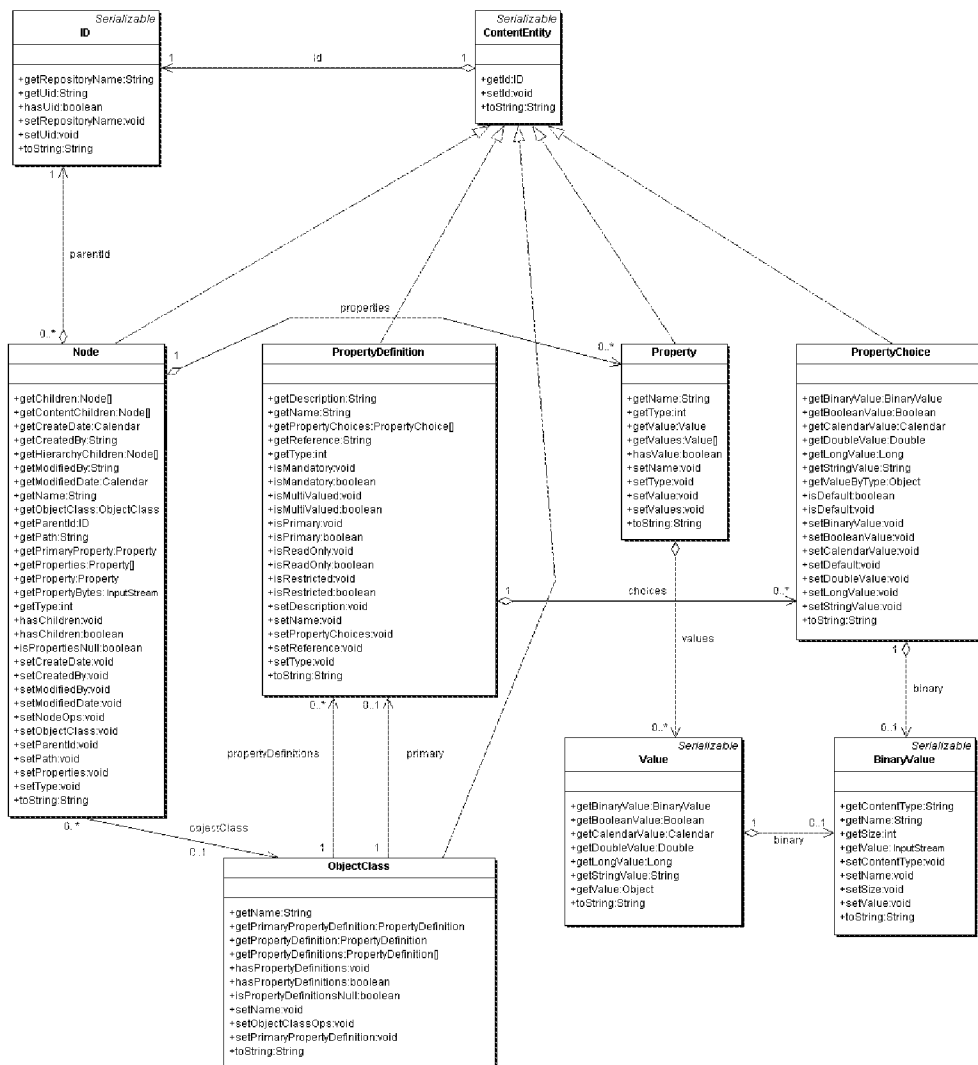 Serializable
ID
+getRepositoryName:String
+getUid:String
+hasUid:boolean
+setRepositoryName:void
+setUid:void
+toString:String
Serializable
ContentEntity
+getId:ID
+setId:void
+toString:String
1
Id
1
1
parentId
0..*
properties
1
0..*
Node
+getChildren:Node[]
+getContentChildren:Node[]
+getCreateDate:Calendar
+getCreatedBy:String
+getHierarchyChildren:Node[]
+getModifiedBy:String
+getModifiedDate:Calendar
+getName:String
+getObjectClass:ObjectClass
+getParentId:ID
+getPath:String
+getPrimaryProperty:Property
+getProperties:Property[]
+getProperty:Property
+getPropertyBytes:InputStream
+getType:int
+hasChildren:void
+hasChildren:boolean
+isPropertiesNull:boolean
+setCreateDate:void
+setCreatedBy:void
+setModifiedBy:void
+setModifiedDate:void
+setNodeOps:void
+setObjectClass:void
+setParentId:void
+setPath:void
+setProperties:void
+setType:void
+toString:String
PropertyDefinition
+getDescription:String
+getName:String
+getPropertyChoices:PropertyChoice[]
+getReference:String
+getType:int
+isMandatory:void
+isMandatory:boolean
+isMultiValued:void
+isMultiValued:boolean
+isPrimary:void
+isPrimary:boolean
+isReadOnly:void
+isReadOnly:boolean
+isRestricted:void
+isRestricted:boolean
+setDescription:void
+setName:void
+setPropertyChoices:void
+setReference:void
+setType:void
+toString:String
Property
+getName:String
+getType:int
+getValue:Value
+getValues:Value[]
+hasValue:boolean
+setName:void
+setType:void
+setValue:void
+setValues:void
+toString:String
PropertyChoice
+getBinaryValue:BinaryValue
+getBooleanValue:Boolean
+getCalendarValue:Calendar
+getDoubleValue:Double
+getLongValue:Long
+getStringValue:String
+getValueByType:Object
+isDefault:boolean
+isDefault:void
+setBinaryValue:void
+setBooleanValue:void
+setCalendarValue:void
+setDefault:void
+setDoubleValue:void
+setLongValue:void
+setStringValue:void
+toString:String
1
choices
0..*
values
0..*
1
binary
0..1
0..*
0..1
propertyDefinitions
primary
1
1
0..*
objectClass
0..1
Serializable
Value
+getBinaryValue:BinaryValue
+getBooleanValue:Boolean
+getCalendarValue:Calendar
+getDoubleValue:Double
+getLongValue:Long
+getStringValue:String
+getValue:Object
+toString:String
1
binary
0..1
Serializable
BinaryValue
+getContentType:String
+getName:String
+getSize:int
+getValue:InputStream
+setContentType:void
+setName:void
+setSize:void
+setValue:void
+toString:String
ObjectClass
+getName:String
+getPrimaryPropertyDefinition:PropertyDefinition
+getPropertyDefinition:PropertyDefinition
+getPropertyDefinitions:PropertyDefinition[]
+hasPropertyDefinitions:void
+hasPropertyDefinitions:boolean
+isPropertyDefinitionsNull:boolean
+setName:void
+setObjectClassOps:void
+setPrimaryPropertyDefinition:void
+toString:String